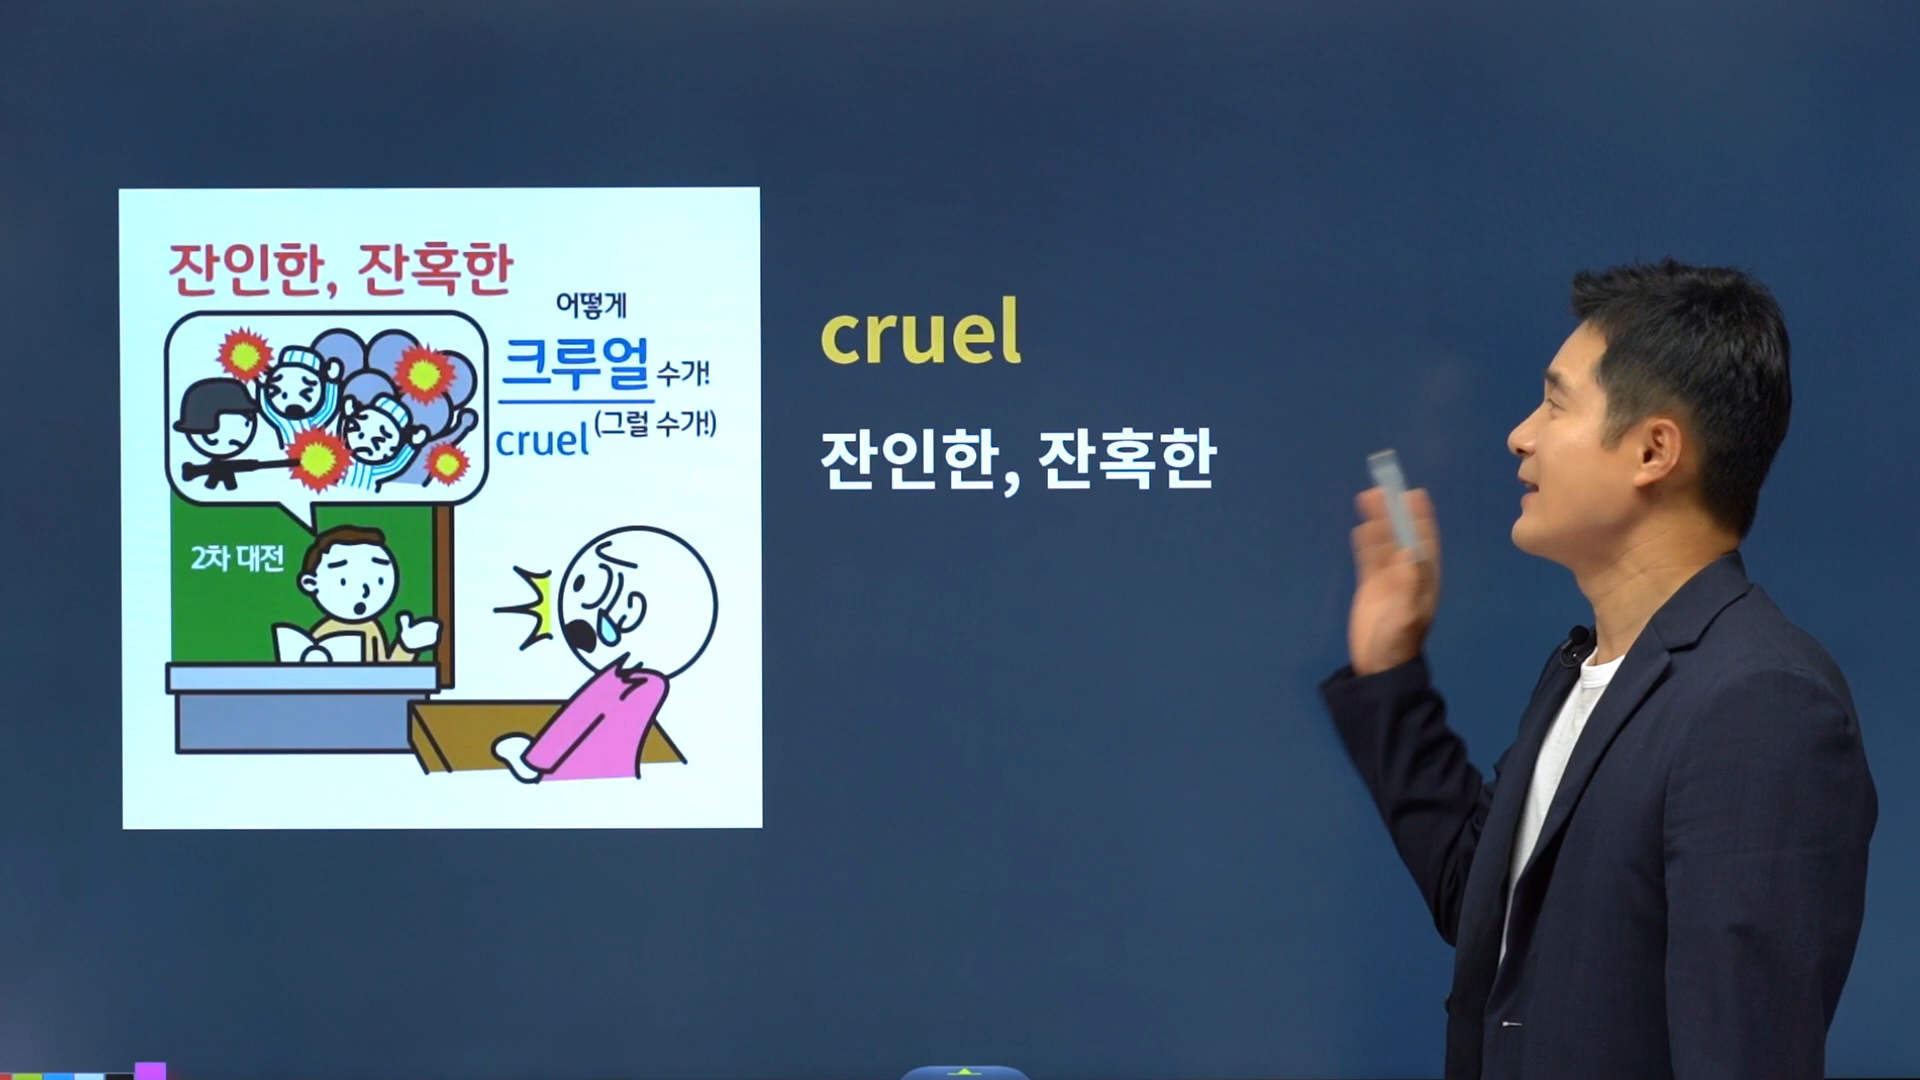 잔인한, 잔혹한
어떻게
크루얼 수가!
cruel (그럴 수가!)
2차 대전
cruel
잔인한, 잔혹한